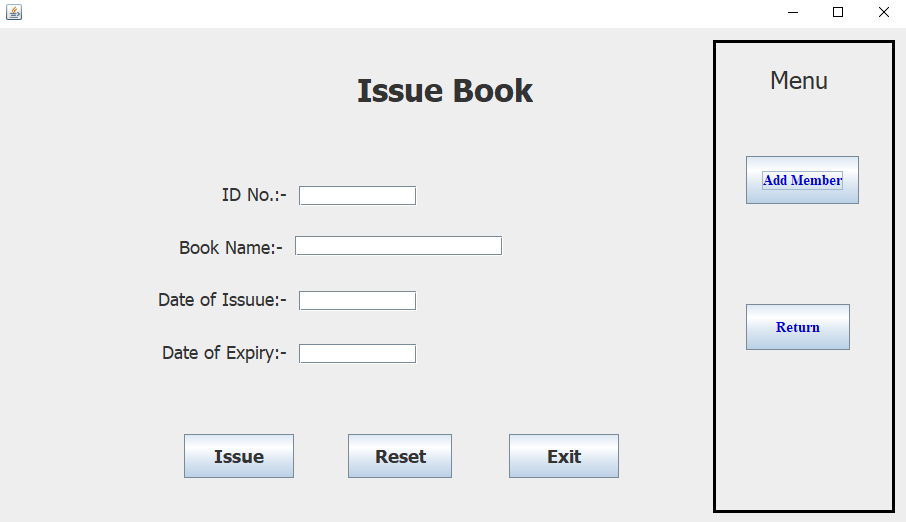 Issue Book
Menu
Add Member
ID No.:-
Book Name:-
Date of Issuue:-
Return
Date of Expiry:-
Issue Reset Exit